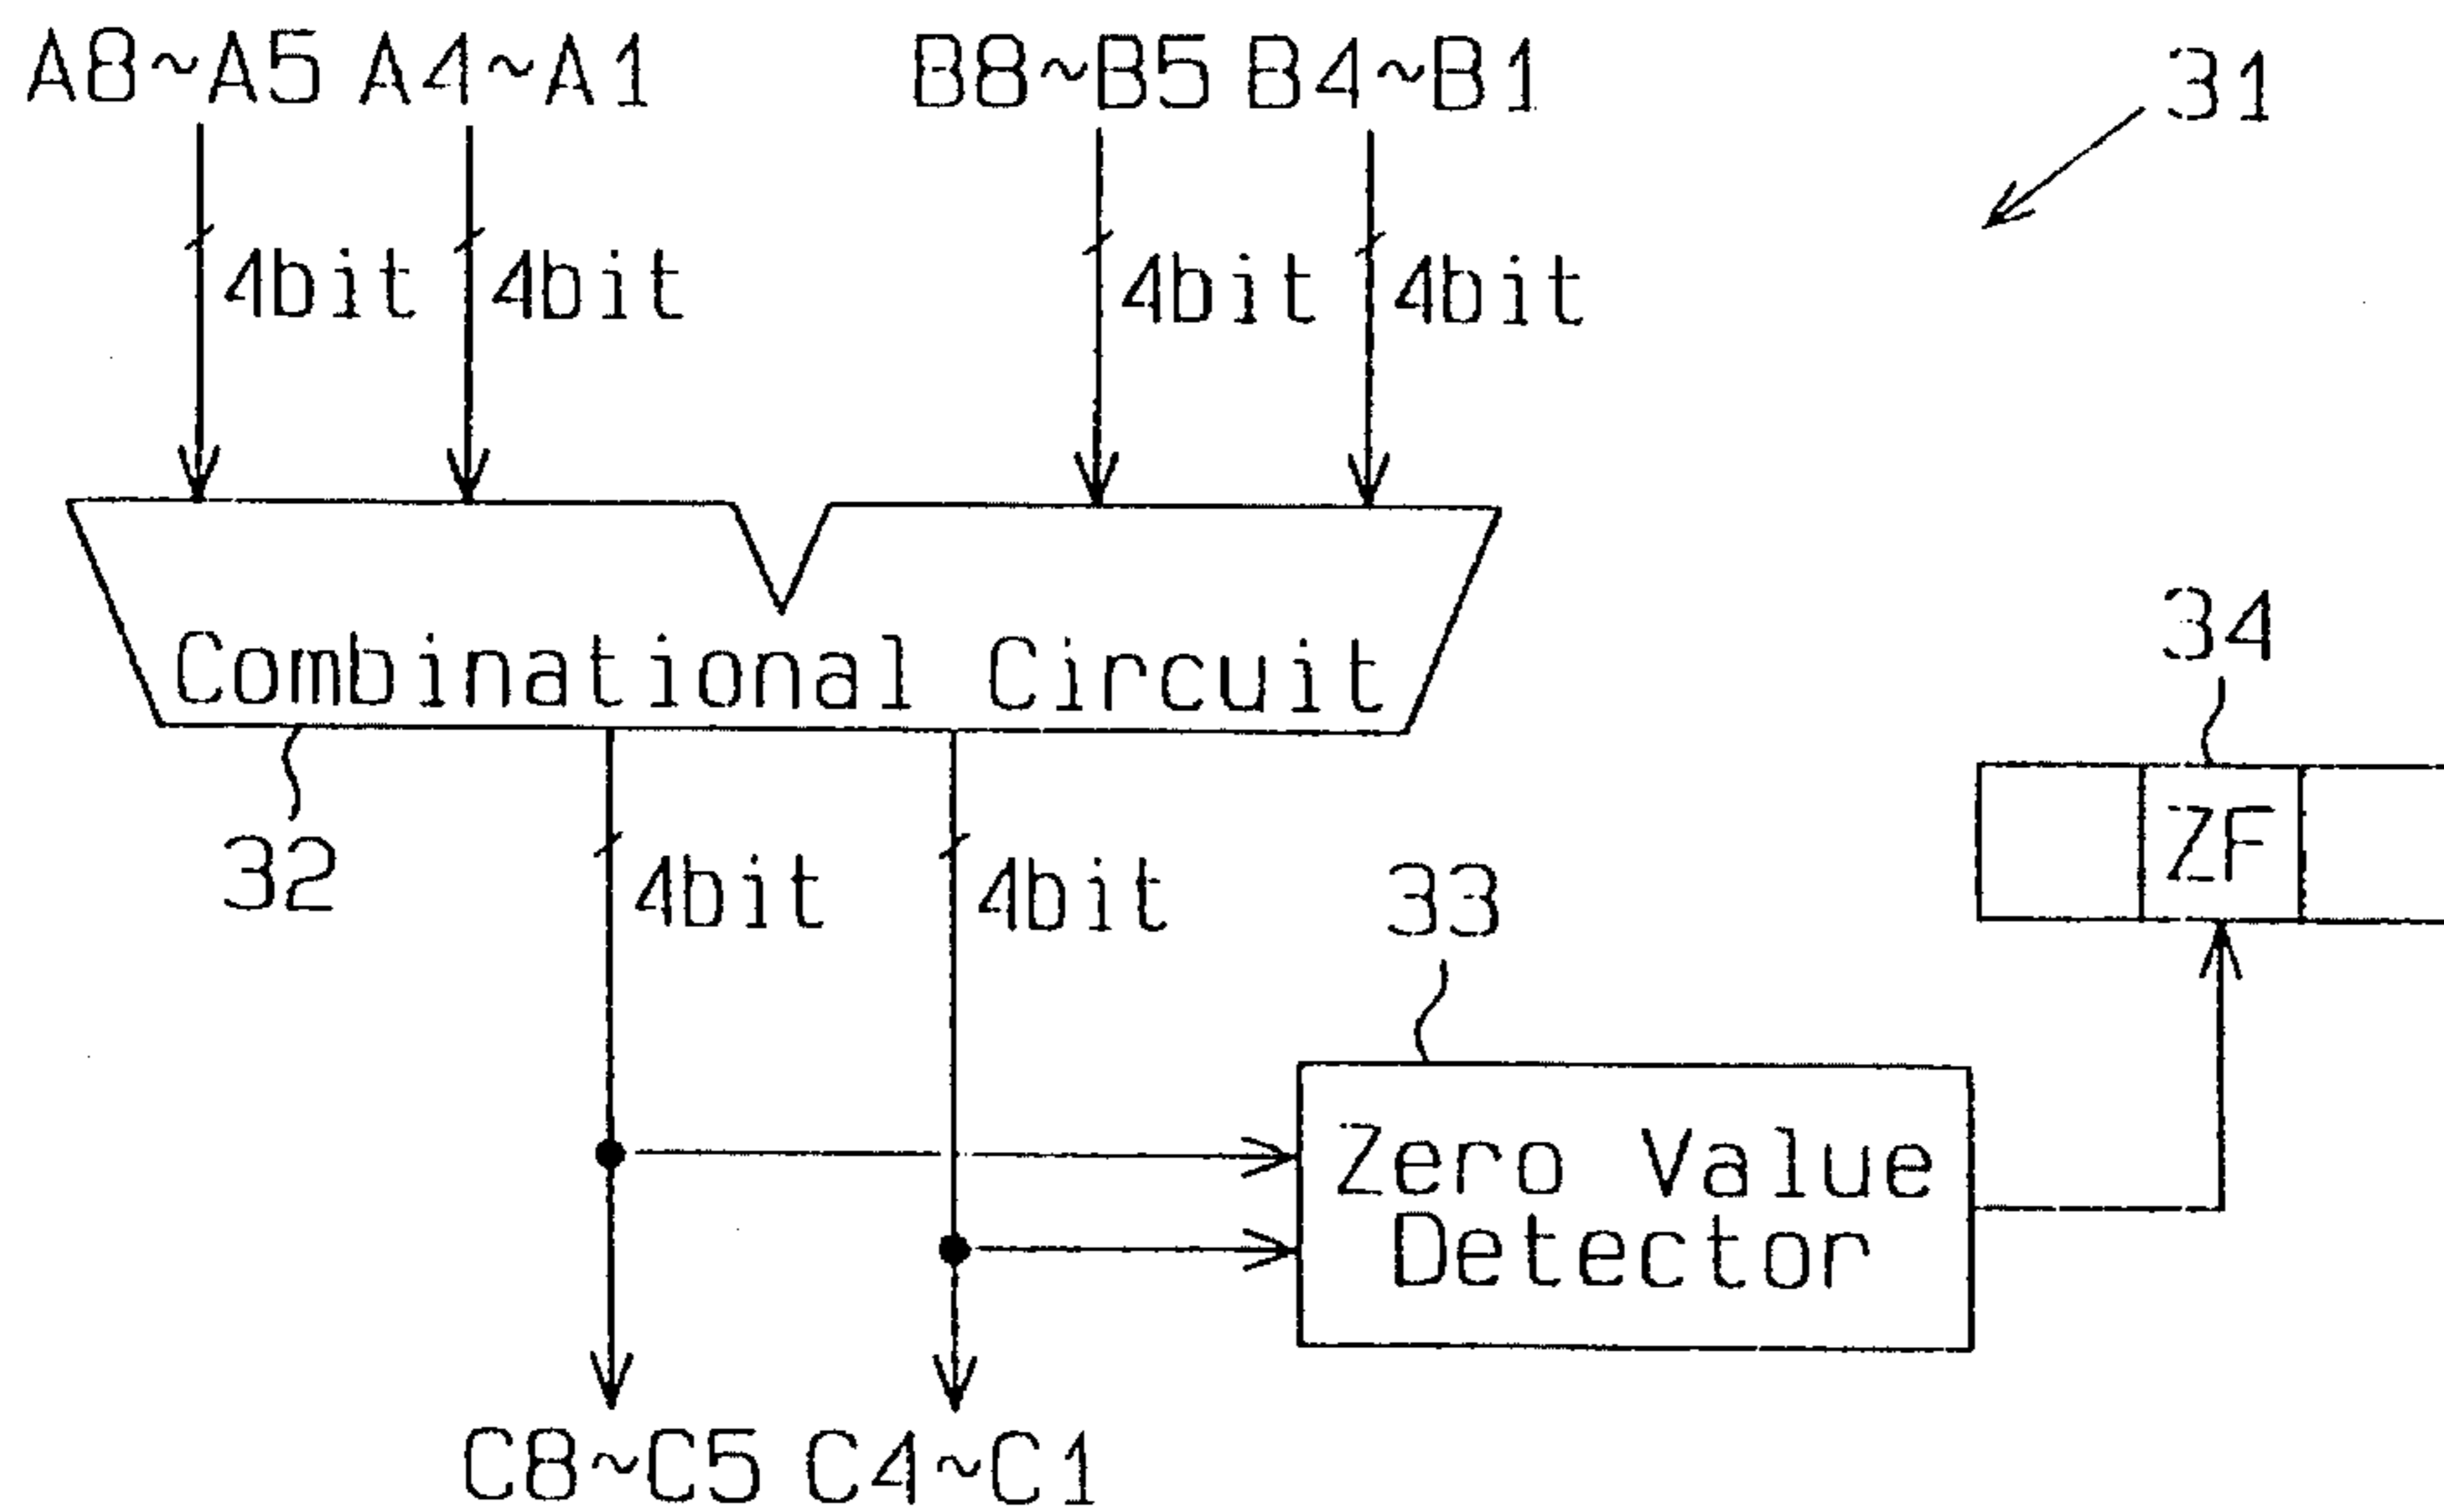 A8~A5 A4~A1 B8~B5 B4~B1
31
4bit 4bit 4bit 4bit
Combinational Circuit
34
ZF
32
4bit 4bit
33
Zero Value
Detector
C8~C5 C4~C1